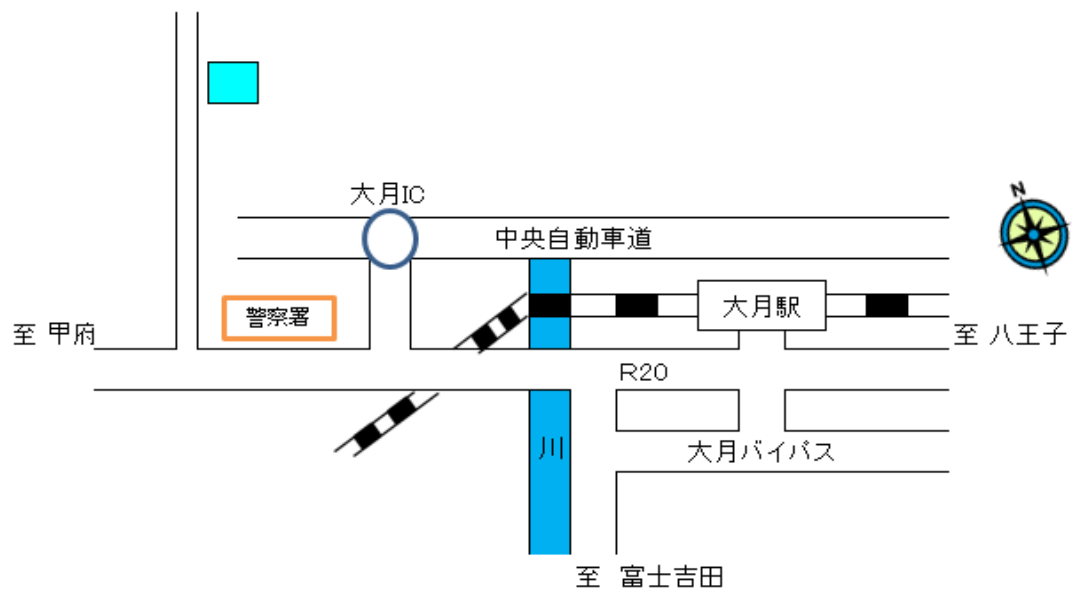 大月IC
N
中央自動車道
警察署
大月駅
至 甲府
至 八王子
R20
川
大月バイパス
至 富士吉田